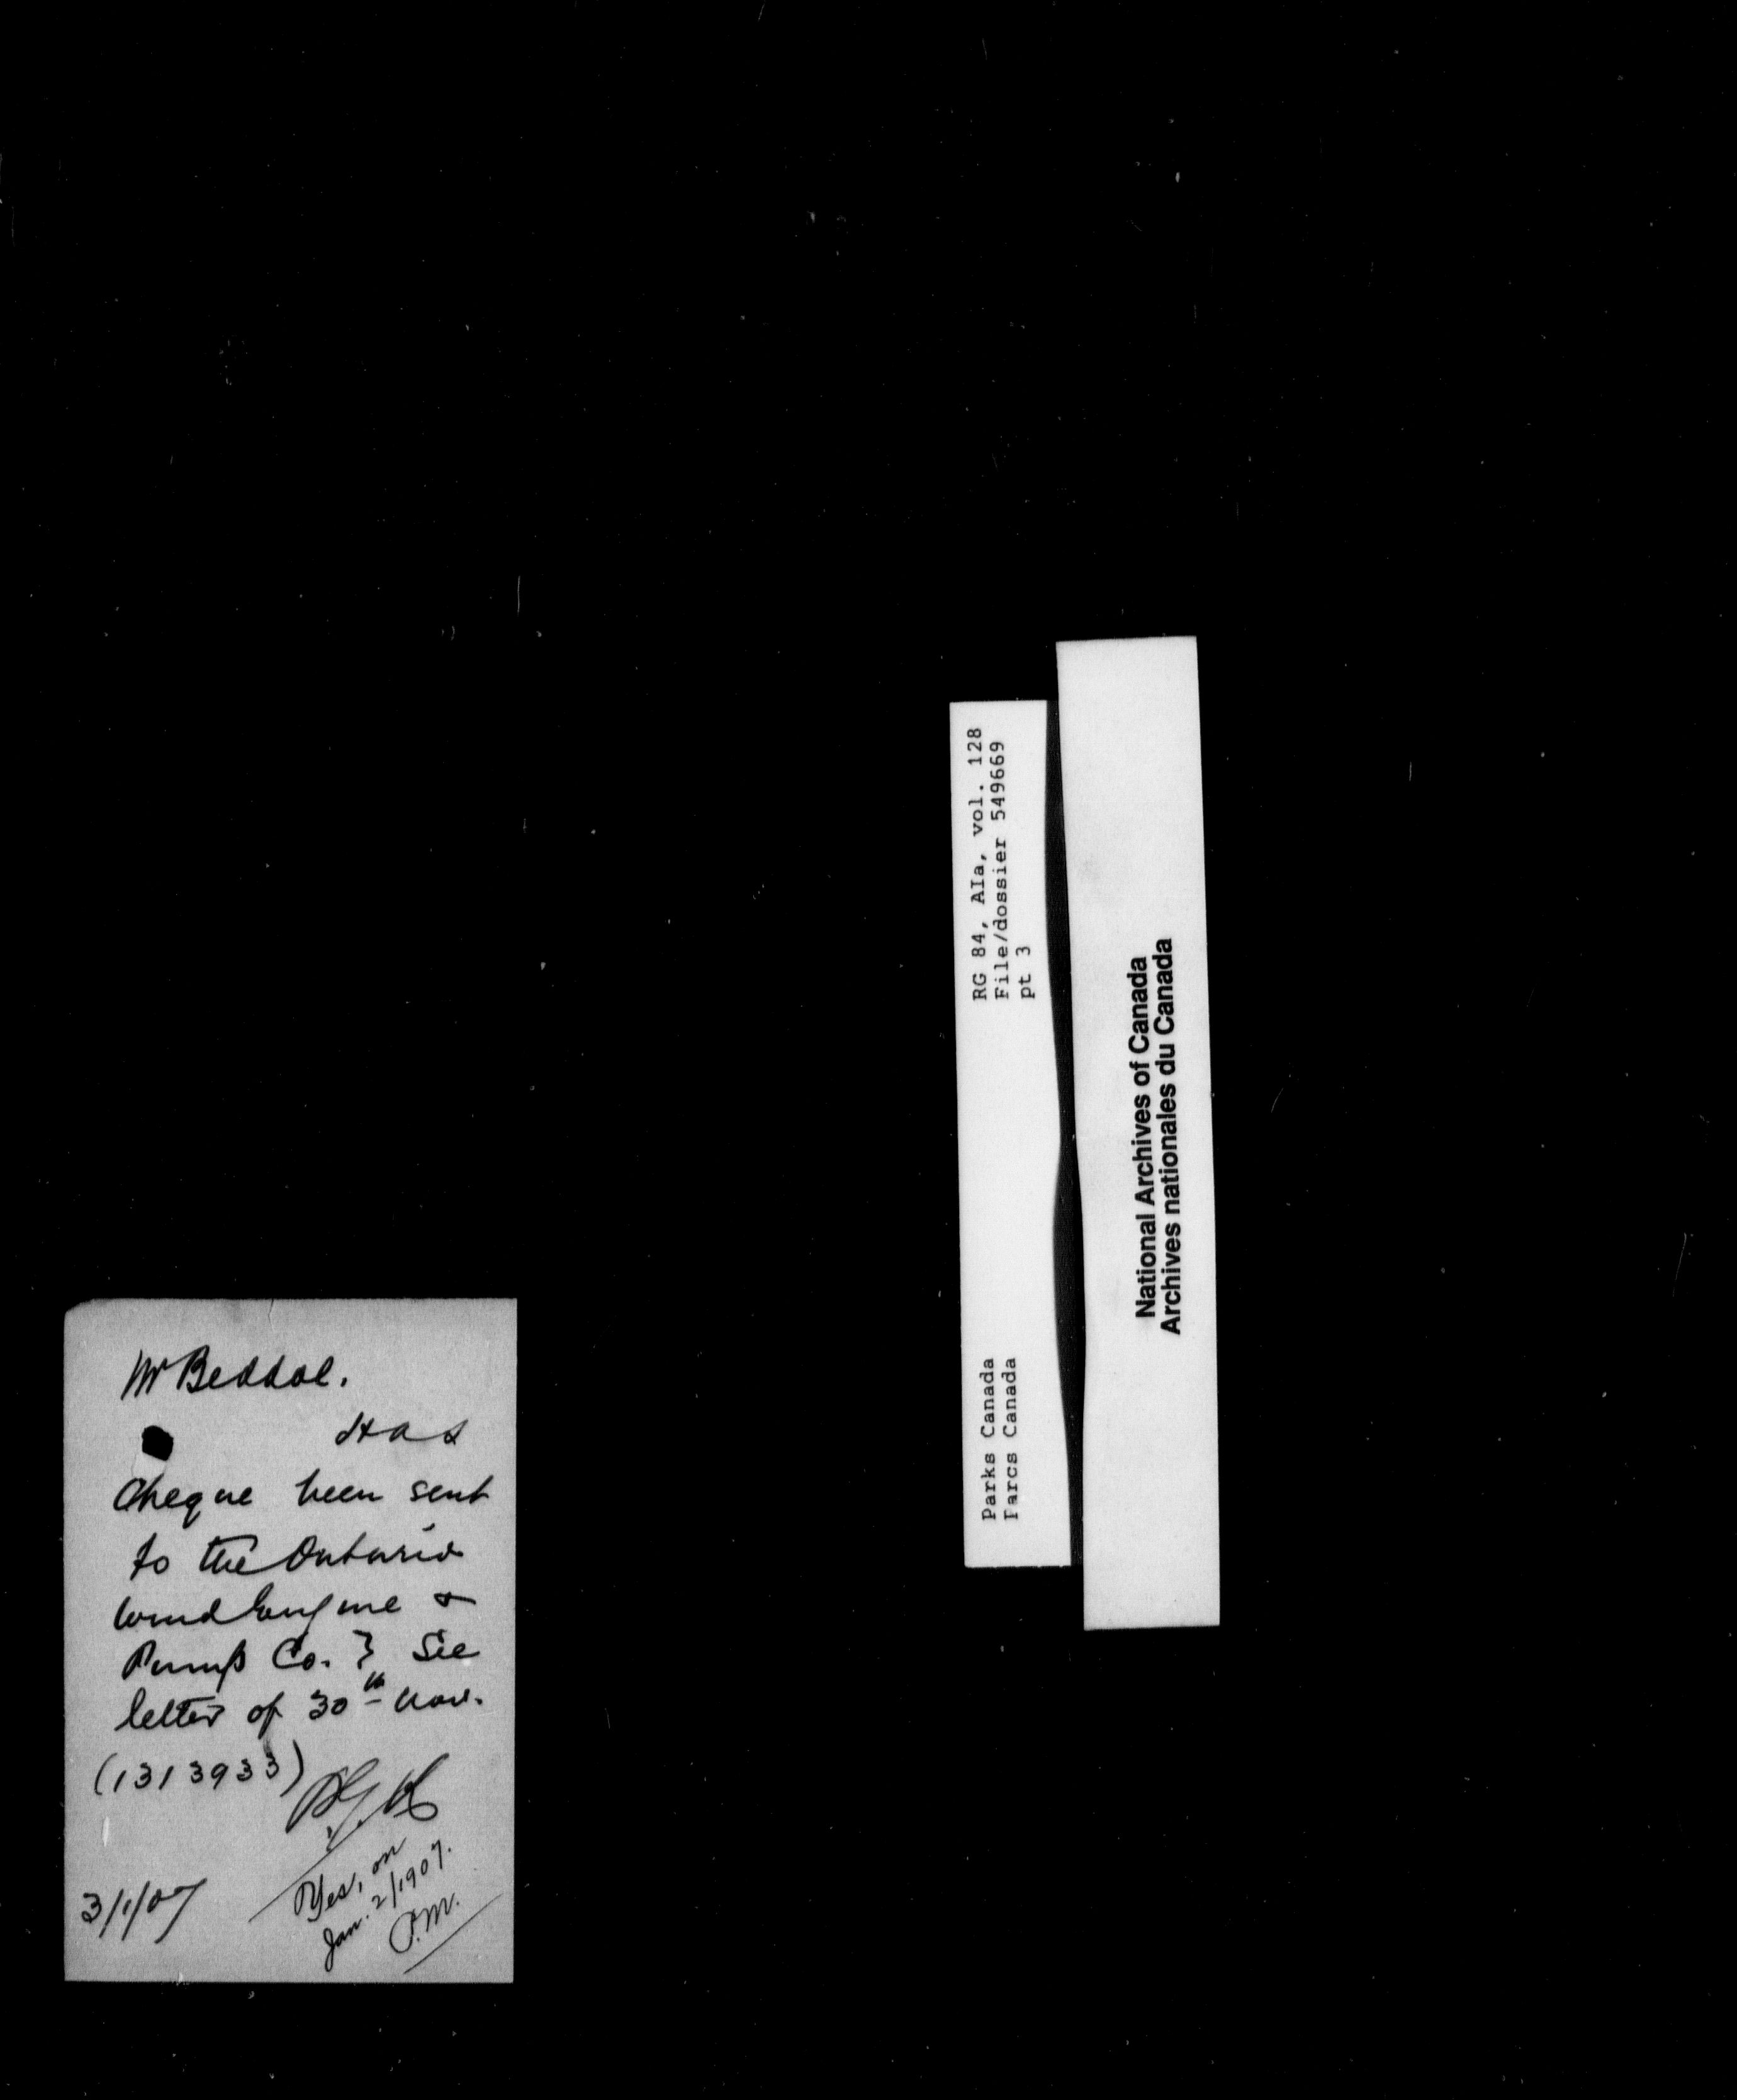 Mr Beddoe.
Has
Cheque been sent
to the Ontario
Wind Engine &
Pump Co. ? See
letter of 30th Nov.
(1313933)
Yes, on
Jan. 2/1907.
P.M.
3/1/07
Parks Canada
Parcs Canada
RG 84, AIa, vol. 128
File/dossier 549669
pt 3
National Archives of Canada
Archives nationales du Canada